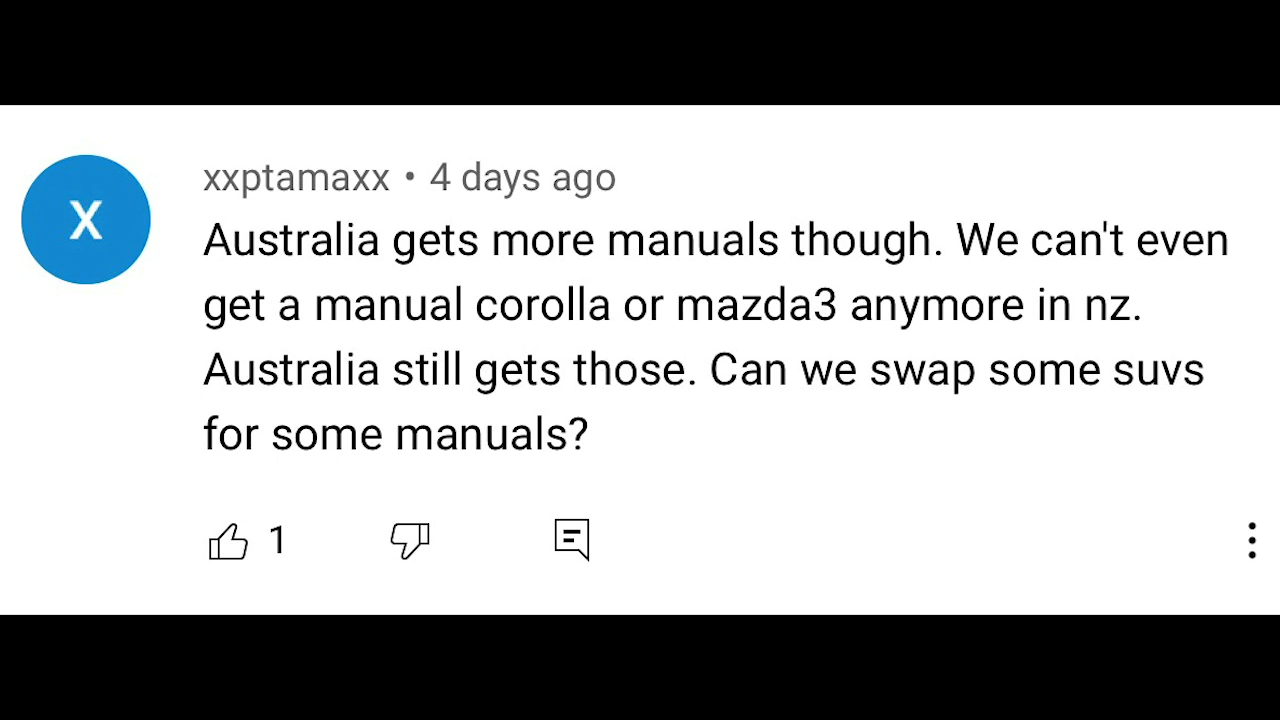 X
xxptamaxx • 4 days ago
Australia gets more manuals though. We can't even
get a manual corolla or mazda3 anymore in nz.
Australia still gets those. Can we swap some suvs
for some manuals?
1